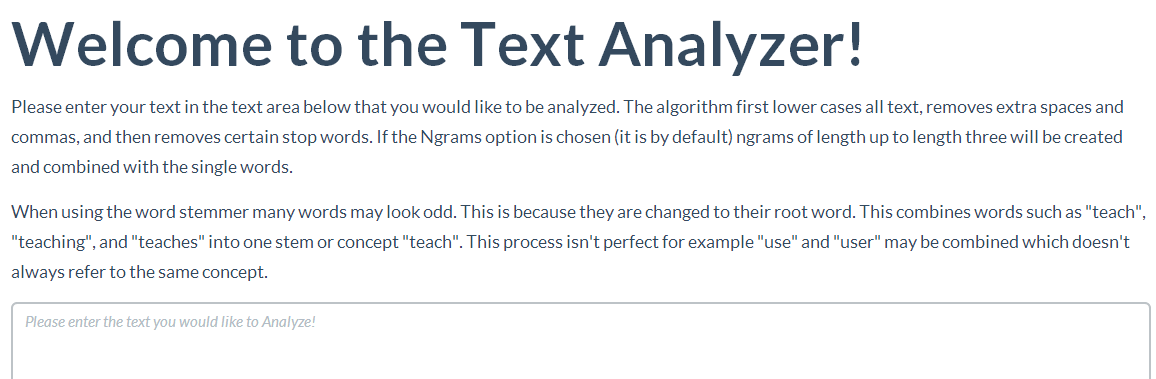 Welcome to the Text Analyzer!
Please enter your text in the text area below that you would like to be analyzed. The algorithm first lower cases all text, removes extra spaces and
commas, and then removes certain stop words. If the Ngrams option is chosen (it is by default) ngrams of length up to length three will be created
and combined with the single words.
When using the word stemmer many words may look odd. This is because they are changed to their root word. This combines words such as "teach",
"teaching", and "teaches" into one stem or concept "teach". This process isn't perfect for example "use" and "user" may be combined which doesn't
always refer to the same concept.
Please enter the text you would like to Analyze!